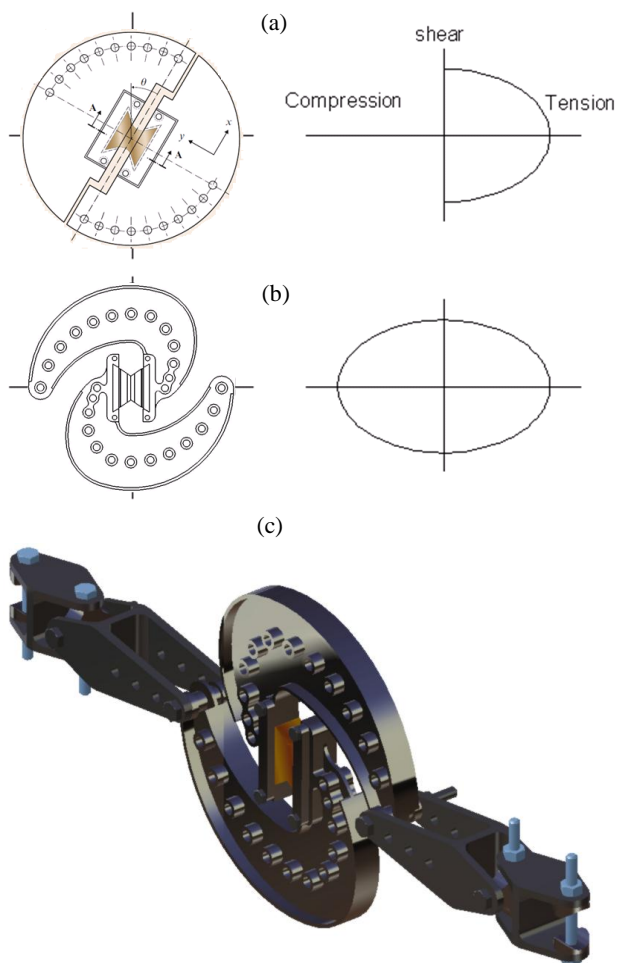 (a)
shear
Compression
Tension
θ
A
x
y
A
(b)
(c)